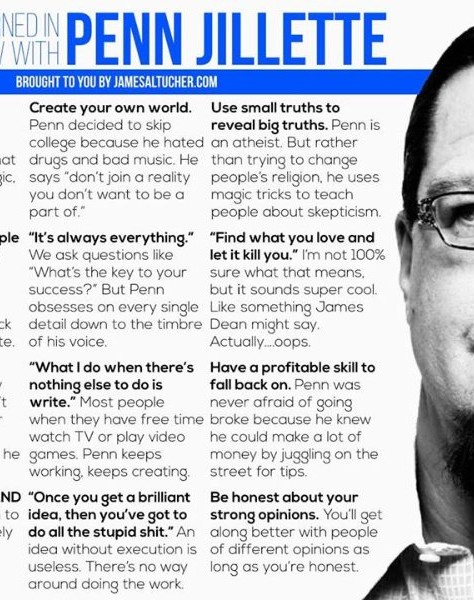 NED IN
W WITH
PENN JILLETTE
BROUGHT TO YOU BY JAMESALTUCHER.COM
hat
gic,
ple
ck
te.
y
't
r
he
ND
to
ely
Create your own world.
Penn decided to skip
college because he hated
drugs and bad music. He
says “don’t join a reality
you don’t want to be a
part of.”
“It’s always everything.”
We ask questions like
“What’s the key to your
success?” But Penn
obsesses on every single
detail down to the timbre
of his voice.
“What I do when there’s
nothing else to do is
write.” Most people
when they have free time
watch TV or play video
games. Penn keeps
working, keeps creating.
“Once you get a brilliant
idea, then you’ve got to
do all the stupid shit.” An
idea without execution is
useless. There’s no way
around doing the work.
Use small truths to
reveal big truths. Penn is
an atheist. But rather
than trying to change
people’s religion, he uses
magic tricks to teach
people about skepticism.
“Find what you love and
let it kill you.” I’m not 100%
sure what that means,
but it sounds super cool.
Like something James
Dean might say.
Actually....oops.
Have a profitable skill to
fall back on. Penn was
never afraid of going
broke because he knew
he could make a lot of
money by juggling on the
street for tips.
Be honest about your
strong opinions. You’ll get
along better with people
of different opinions as
long as you’re honest.